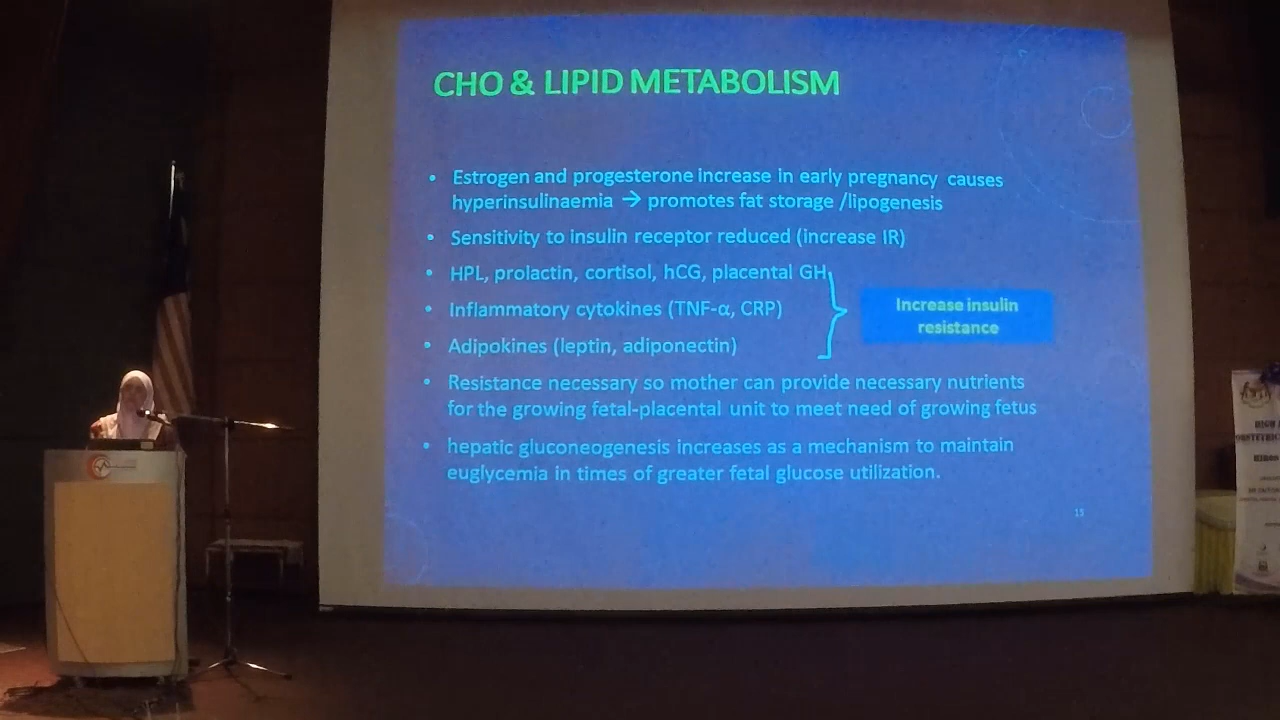 CHO & LIPID METABOLISM
• Estrogen and progesterone increase in early pregnancy causes
hyperinsulinaemia → promotes fat storage /lipogenesis
• Sensitivity to insulin receptor reduced (increase IR)
• HPL, prolactin, cortisol, hCG, placental GH
• Inflammatory cytokines (TNF-α, CRP)
• Adipokines (leptin, adiponectin)
Increase insulin
resistance
• Resistance necessary so mother can provide necessary nutrients
for the growing fetal-placental unit to meet need of growing fetus
• hepatic gluconeogenesis increases as a mechanism to maintain
euglycemia in times of greater fetal glucose utilization.
15
HIGH